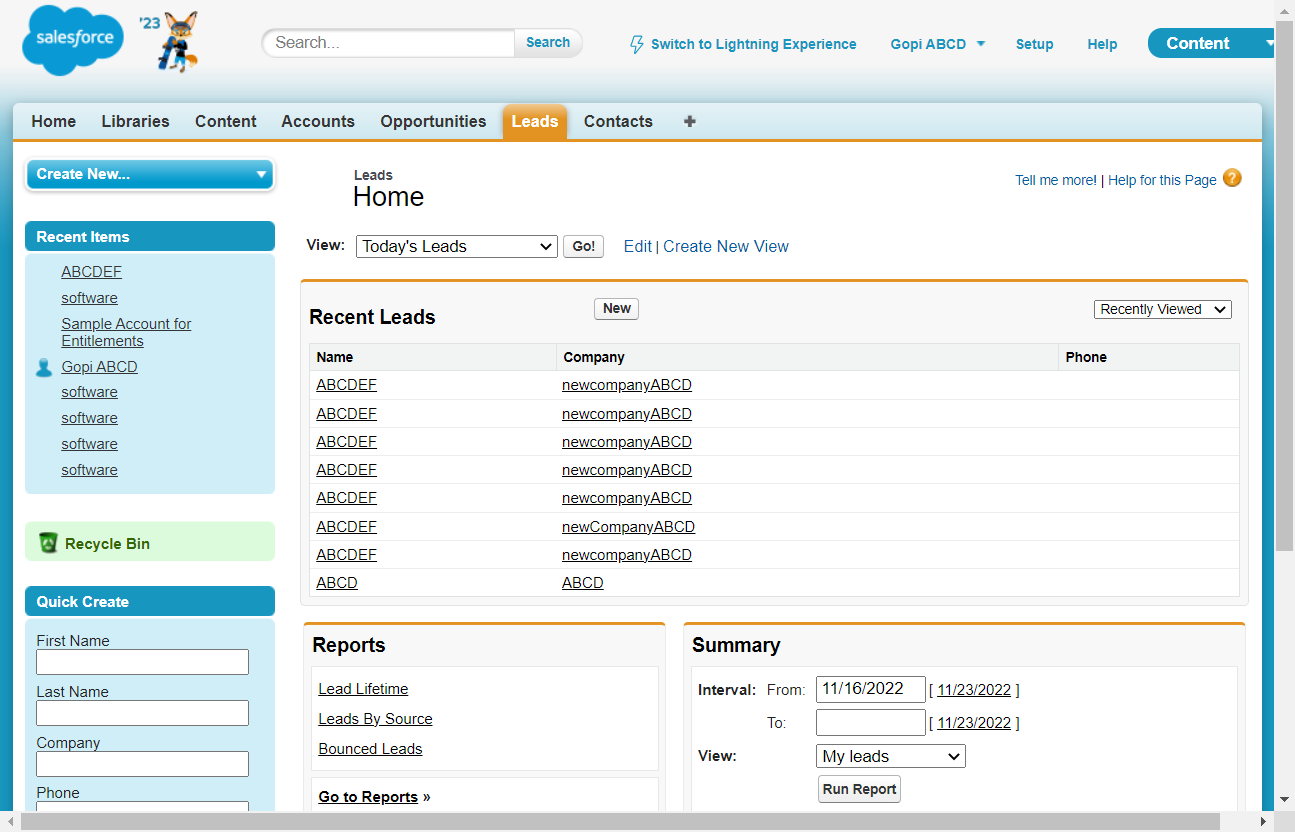 salesforce
'23
Search...
Search
Switch to Lightning Experience
Gopi ABCD
Setup
Help
Content
Home
Libraries
Content
Accounts
Opportunities
Leads
Contacts
+
Create New...
Leads
Home
Tell me more! | Help for this Page
?
Recent Items
ABCDEF
software
Sample Account for
Entitlements
Gopi ABCD
software
software
software
software
View:
Today's Leads
Go!
Edit | Create New View
Recent Leads
New
Recently Viewed
Name Company Phone
ABCDEF newcompanyABCD
ABCDEF newcompanyABCD
ABCDEF newcompanyABCD
ABCDEF newcompanyABCD
ABCDEF newcompanyABCD
ABCDEF newCompanyABCD
ABCDEF newcompanyABCD
ABCD ABCD
Recycle Bin
Quick Create
First Name
Last Name
Company
Phone
Reports
Lead Lifetime
Leads By Source
Bounced Leads
Go to Reports »
Summary
Interval: From: 11/16/2022 [ 11/23/2022 ]
To: [ 11/23/2022 ]
View: My leads
Run Report